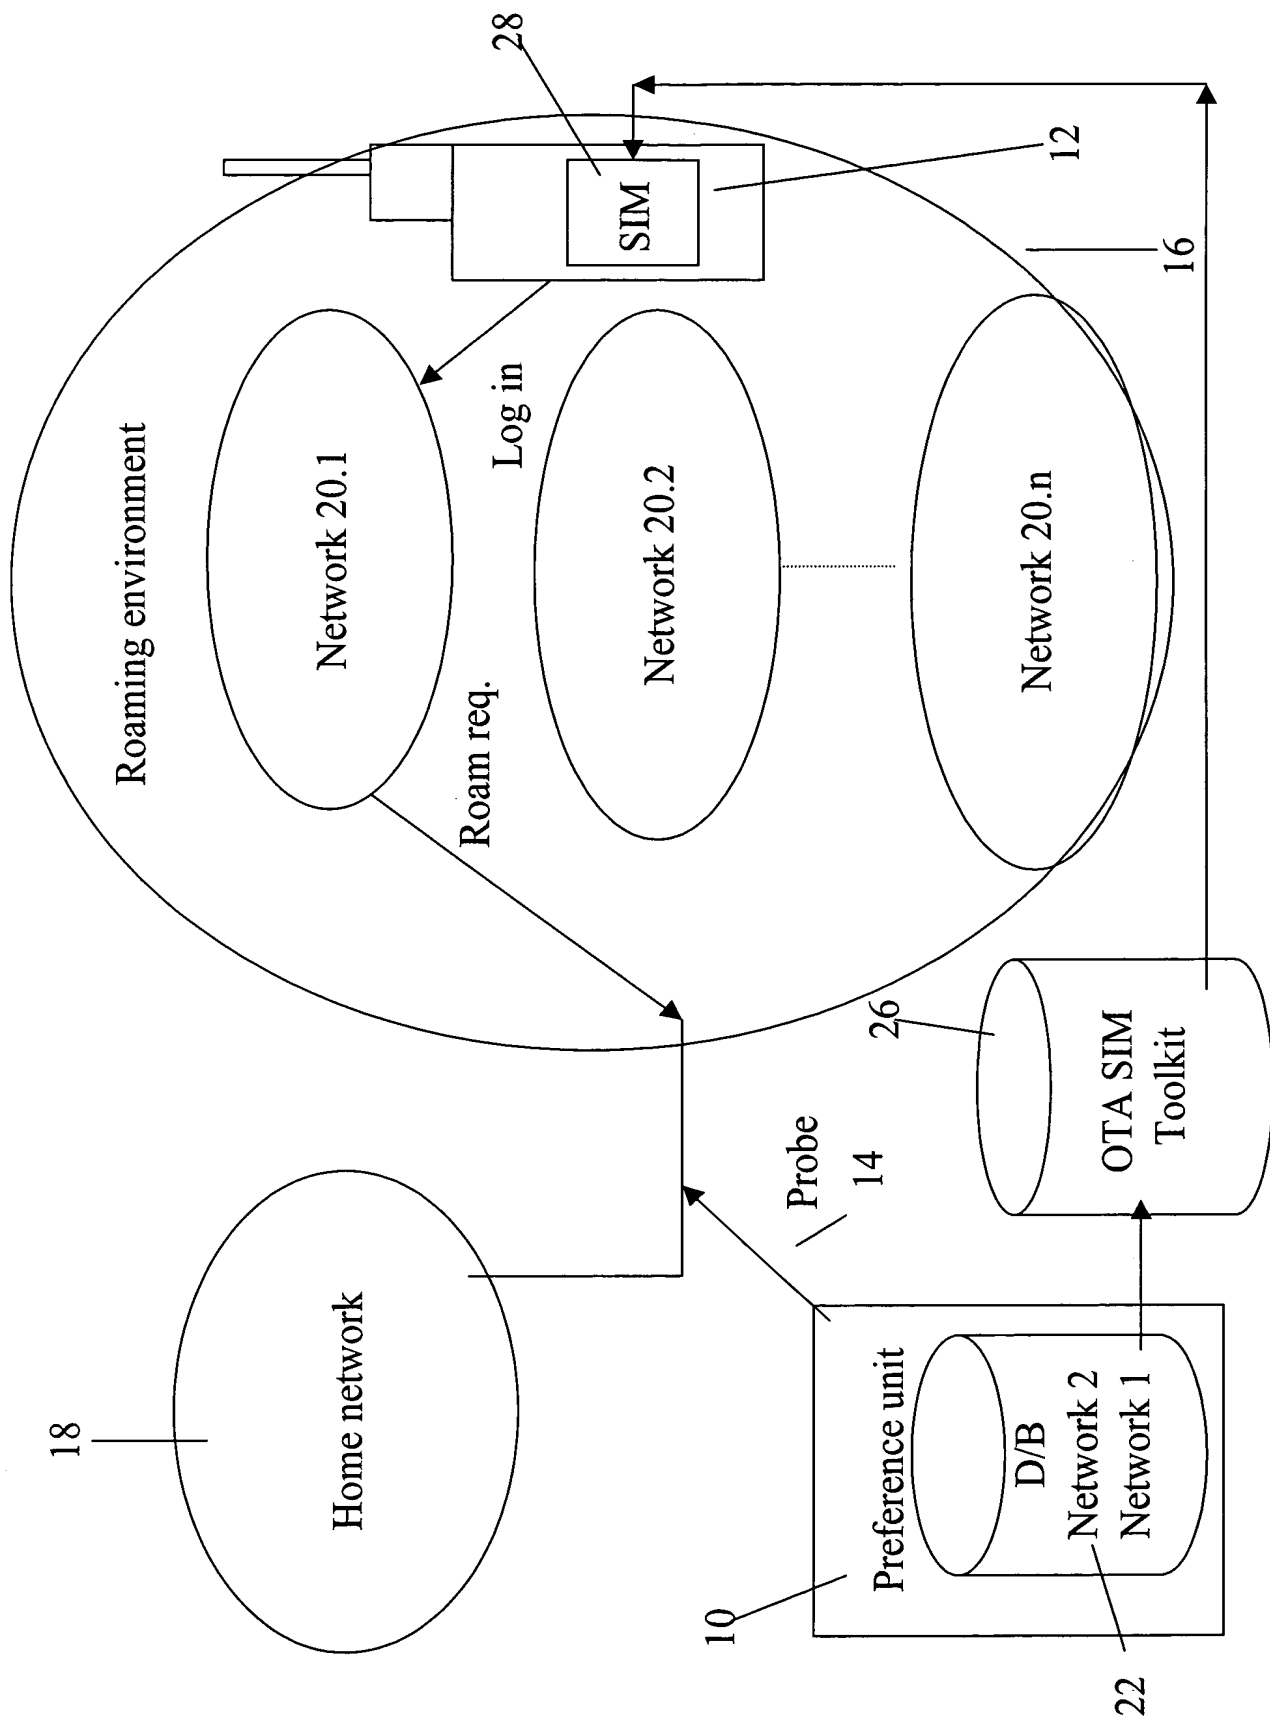 18
Home network
Roaming environment
Network 20.1
Roam req.
Log in
Network 20.2
Network 20.n
28
SIM
12
16
10
Preference unit
D/B
Network 2
Network 1
22
Probe
14
26
OTA SIM
Toolkit